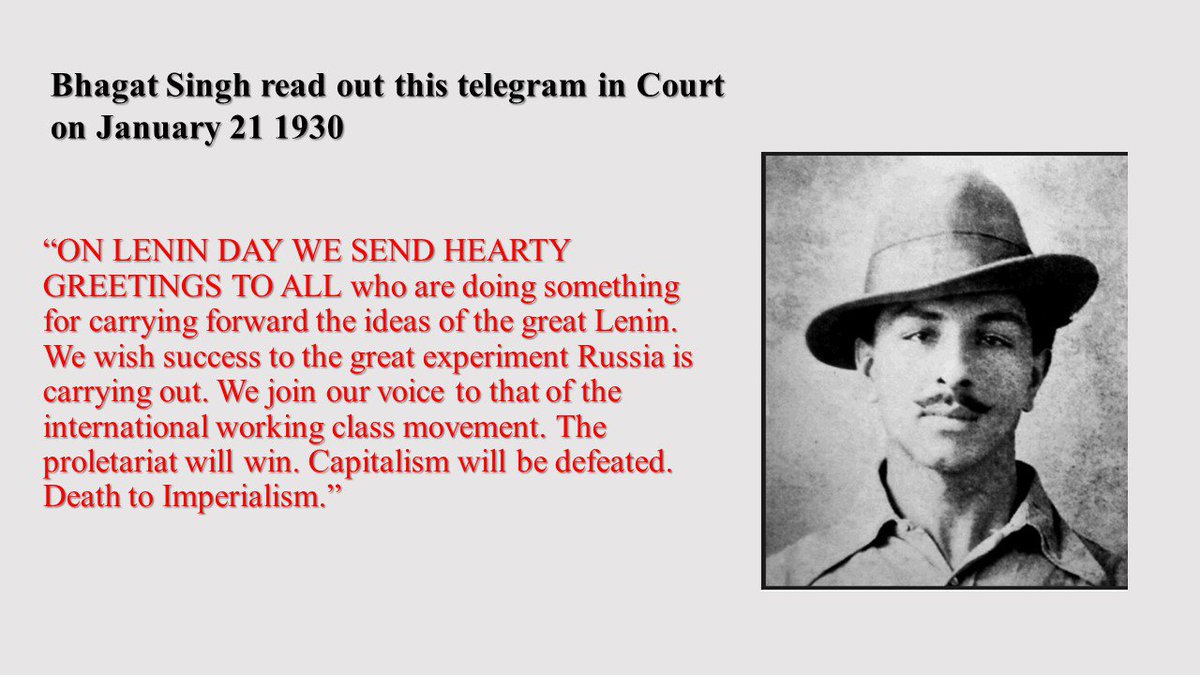 Bhagat Singh read out this telegram in Court
on January 21 1930
“ON LENIN DAY WE SEND HEARTY
GREETINGS TO ALL who are doing something
for carrying forward the ideas of the great Lenin.
We wish success to the great experiment Russia is
carrying out. We join our voice to that of the
international working class movement. The
proletariat will win. Capitalism will be defeated.
Death to Imperialism.”